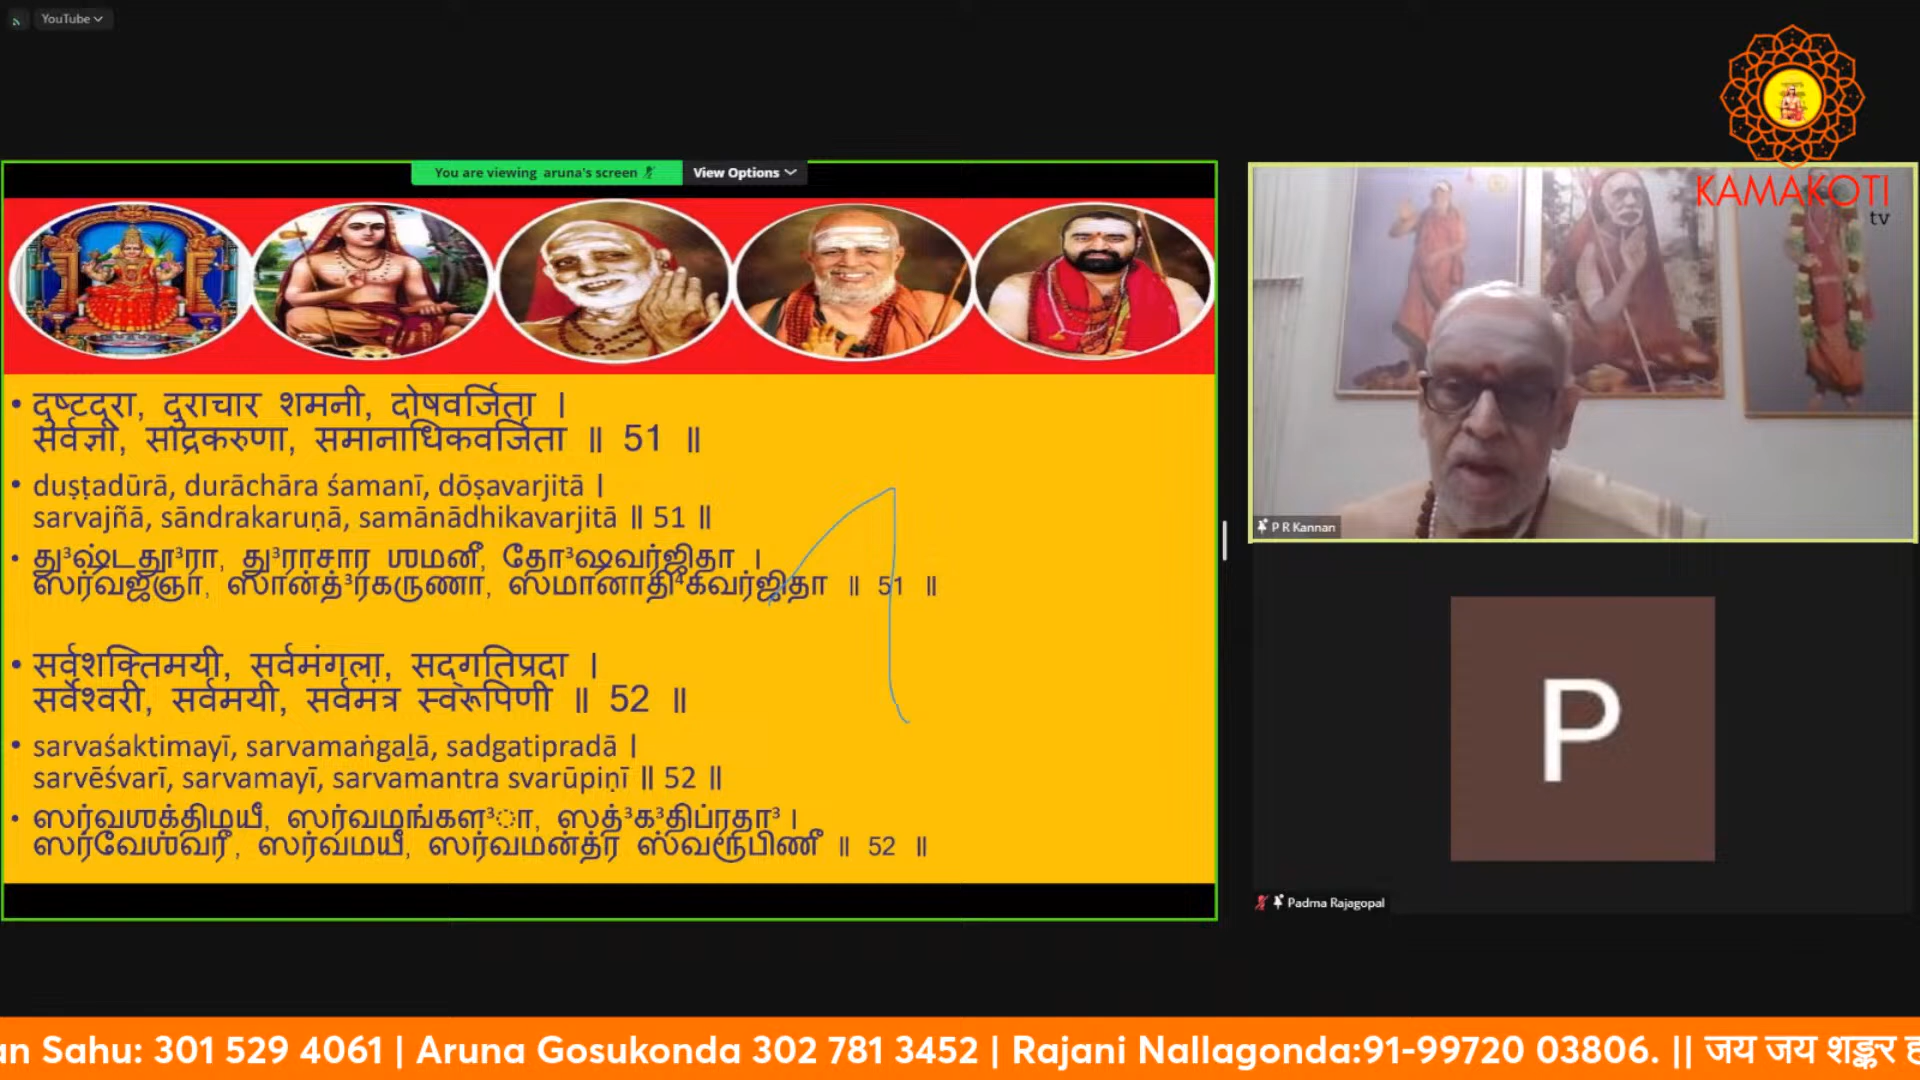 YouTube
KAMAKOTI
tv
You are viewing aruna's screen
View Options
• दुष्टदूरा, दुराचार शमनी, दोषवर्जिता |
सर्वज्ञा, सांद्रकरुणा, समानाधिकवर्जिता ॥ 51 ॥
• duṣṭadūrā, durāchāra śamanī, dōṣavarjitā |
sarvajñā, sāndrakaruṇā, samānādhikavarjitā ॥ 51 ॥
• து³ஷ்டதூ³ரா, து³ராசார ஶமனீ, தோ³ஷவர்ஜிதா |
ஸர்வஜ்ஞா, ஸான்த்³ரகருணா, ஸமானாதி⁴கவர்ஜிதா ॥ 51 ॥
• सर्वशक्तिमयी, सर्वमंगला, सद्गतिप्रदा |
सर्वेश्वरी, सर्वमयी, सर्वमंत्र स्वरूपिणी ॥ 52 ॥
• sarvaśaktimayī, sarvamaṅgaḻā, sadgatipradā |
sarvēśvarī, sarvamayī, sarvamantra svarūpiṇī ॥ 52 ॥
• ஸர்வஶக்திமயீ, ஸர்வமங்கள³ா, ஸத்³க³திப்ரதா³ |
ஸர்வேஶ்வரீ, ஸர்வமயீ, ஸர்வமன்த்ர ஸ்வரூபிணீ ॥ 52 ॥
P R Kannan
P
Padma Rajagopal
an Sahu: 301 529 4061 | Aruna Gosukonda 302 781 3452 | Rajani Nallagonda:91-99720 03806. || जय जय शङ्कर ह